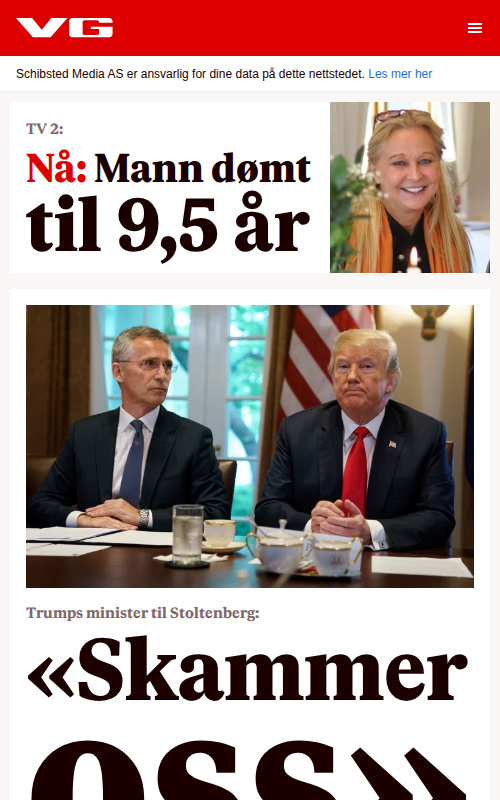 VG
Schibsted Media AS er ansvarlig for dine data på dette nettstedet. Les mer her
TV 2:
Nå: Mann dømt
til 9,5 år
Trumps minister til Stoltenberg:
«Skammer
oss»